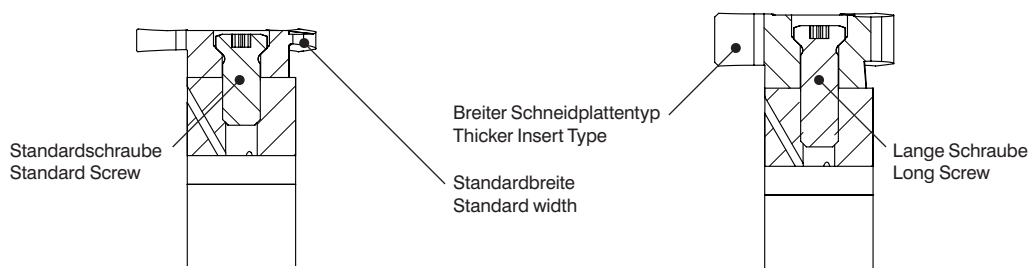 Standardschraube
Standard Screw
Standardbreite
Standard width
Breiter Schneidplattentyp
Thicker Insert Type
Lange Schraube
Long Screw